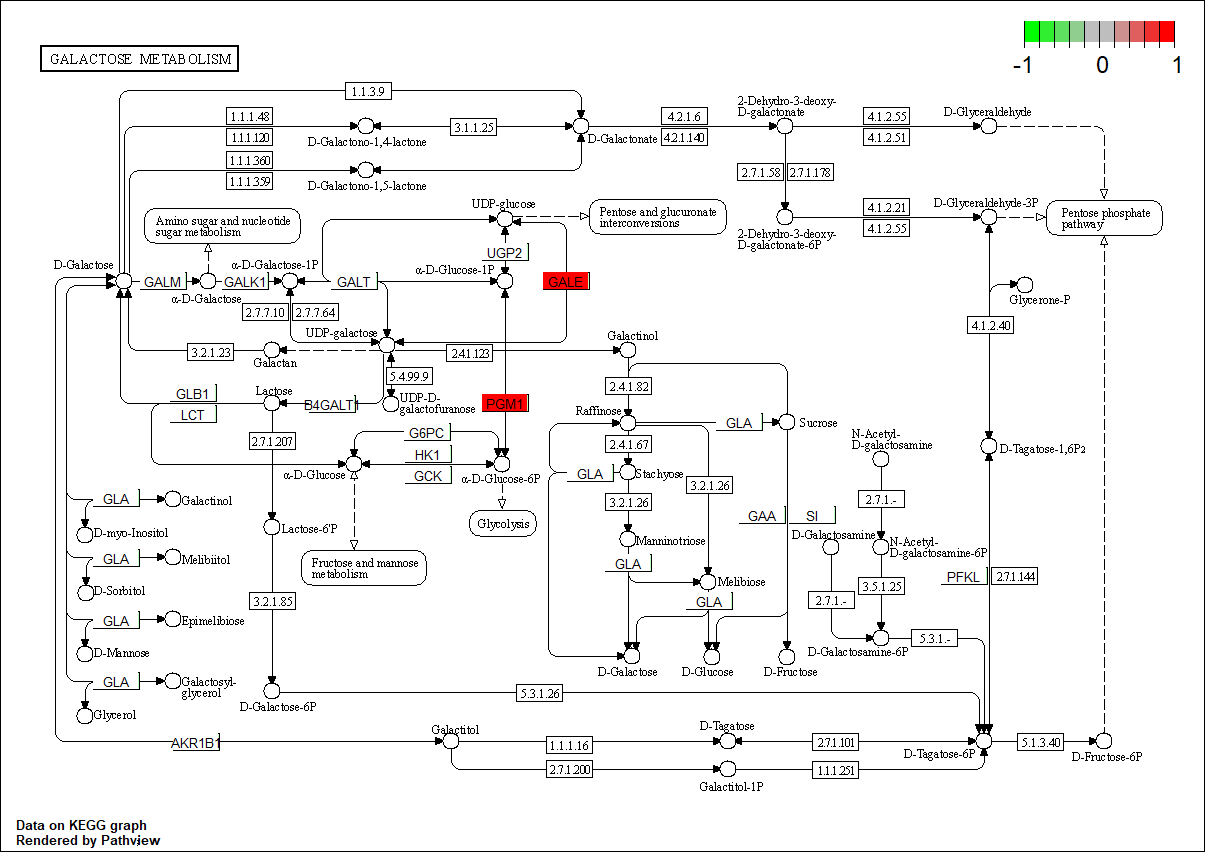 GALACTOSE METABOLISM
-1 0 1
1.1.3.9
1.1.1.48
1.1.1.120
D-Galactono-1,4-lactone
3.1.1.25
D-Galactonate
4.2.1.6
4.2.1.140
2-Dehydro-3-deoxy-
D-galactonate
4.1.2.55
4.1.2.51
D-Glyceraldehyde
1.1.1.360
1.1.1.359
D-Galactono-1,5-lactone
2.7.1.58
2.7.1.178
Amino sugar and nucleotide
sugar metabolism
UDP-glucose
Pentose and glucuronate
interconversions
2-Dehydro-3-deoxy-
D-galactonate-6P
4.1.2.21
4.1.2.55
D-Glyceraldehyde-3P
Pentose phosphate
pathway
UGP2
D-Galactose
GALM
α-D-Galactose
GALK1
α-D-Galactose-1P
GALT
α-D-Glucose-1P
GALE
Glycerone-P
2.7.7.10
2.7.7.64
4.1.2.40
UDP-galactose
3.2.1.23
Galactan
2.4.1.123
Galactinol
5.4.99.9
UDP-D-
galactofuranose
2.4.1.82
GLB1
LCT
Lactose
B4GALT1
PGM1
Raffinose
GLA
Sucrose
2.7.1.207
G6PC
HK1
GCK
α-D-Glucose
α-D-Glucose-6P
2.4.1.67
GLA
Stachyose
3.2.1.26
3.2.1.26
N-Acetyl-
D-galactosamine
D-Tagatose-1,6P2
2.7.1.-
GLA
Galactinol
D-myo-Inositol
Lactose-6'P
Glycolysis
GAA
SI
Manninotriose
D-Galactosamine
N-Acetyl-
D-galactosamine-6P
GLA
Melibiitol
D-Sorbitol
Fructose and mannose
metabolism
GLA
Melibiose
PFKL
2.7.1.144
3.5.1.25
2.7.1.-
3.2.1.85
GLA
GLA
Epimelibiose
D-Mannose
D-Galactosamine-6P
5.3.1.-
D-Galactose
D-Glucose
D-Fructose
GLA
Galactosyl-
glycerol
Glycerol
D-Galactose-6P
5.3.1.26
AKR1B1
Galactitol
1.1.1.16
D-Tagatose
2.7.1.101
D-Tagatose-6P
5.1.3.40
D-Fructose-6P
2.7.1.200
Galactitol-1P
1.1.1.251
Data on KEGG graph
Rendered by Pathview